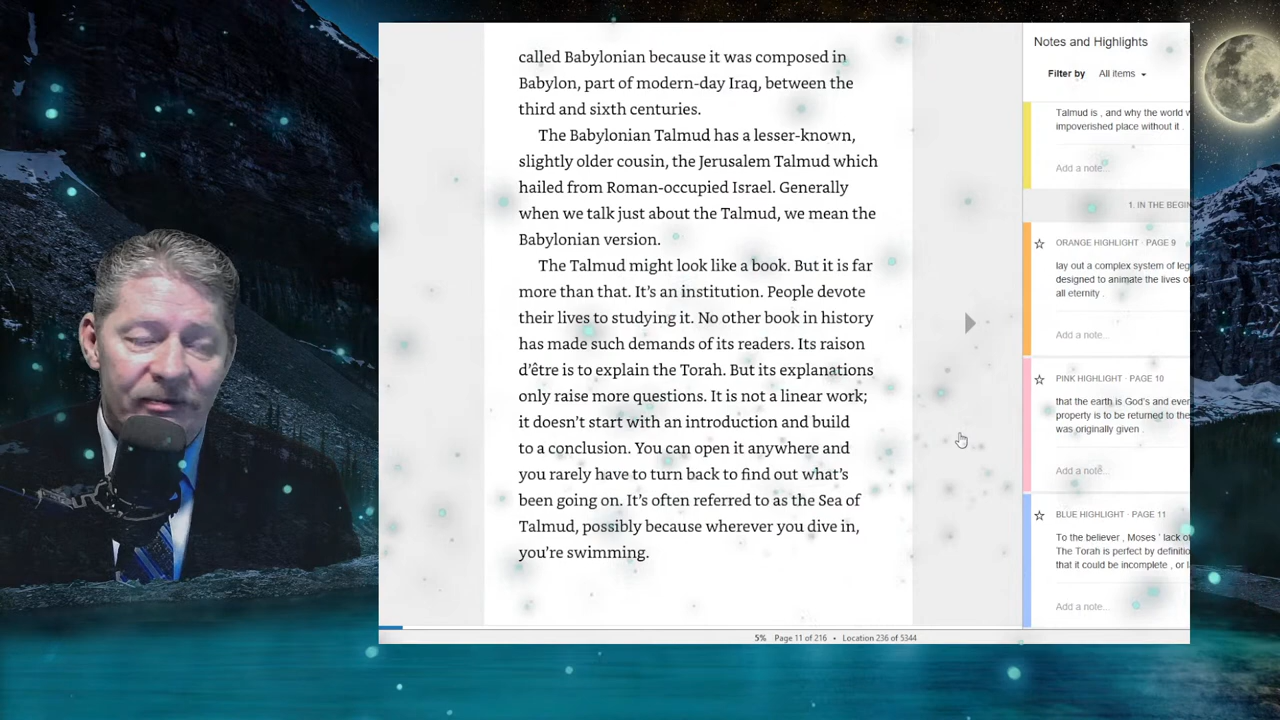 called Babylonian because it was composed in
Babylon, part of modern-day Iraq, between the
third and sixth centuries.
The Babylonian Talmud has a lesser-known,
slightly older cousin, the Jerusalem Talmud which
hailed from Roman-occupied Israel. Generally
when we talk just about the Talmud, we mean the
Babylonian version.
The Talmud might look like a book. But it is far
more than that. It's an institution. People devote
their lives to studying it. No other book in history
has made such demands of its readers. Its raison
d'être is to explain the Torah. But its explanations
only raise more questions. It is not a linear work;
it doesn't start with an introduction and build
to a conclusion. You can open it anywhere and
you rarely have to turn back to find out what's
been going on. It's often referred to as the Sea of
Talmud, possibly because wherever you dive in,
you're swimming.
5% Page 11 of 216 • Location 236 of 5344
Notes and Highlights
Filter by All items
Talmud is , and why the world
impoverished place without it .
Add a note...
1. IN THE
ORANGE HIGHLIGHT · PAGE 9
lay out a complex system of
designed to animate the lives of
all eternity .
Add a note...
PINK HIGHLIGHT · PAGE 10
that the earth is God's and
property is to be returned to the
was originally given .
Add a note...
BLUE HIGHLIGHT · PAGE 11
To the believer , Moses ' lack
The Torah is perfect by
that it could be incomplete , or
Add a note...